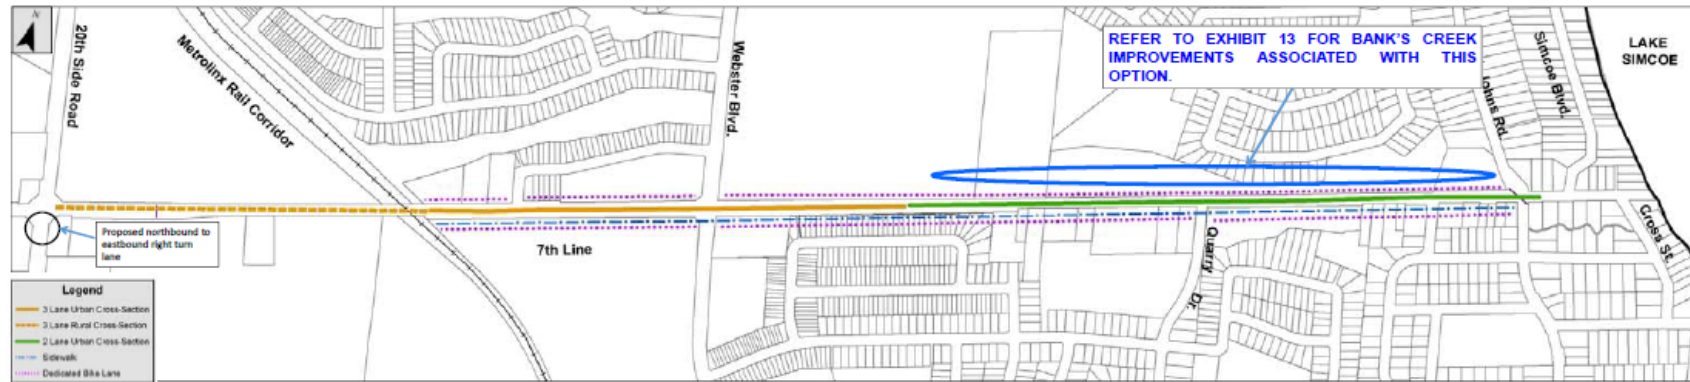 20th Side Road
Metrolinx Rail Corridor
Webster Blvd.
REFER TO EXHIBIT 13 FOR BANK'S CREEK
IMPROVEMENTS ASSOCIATED WITH THIS
OPTION.
Johns Rd.
Simcoe Blvd.
LAKE
SIMCOE
Proposed northbound to
eastbound right turn
lane
7th Line
Quarry Dr.
Cross St.
Legend
3 Lane Urban Cross-Section
3 Lane Rural Cross-Section
2 Lane Urban Cross-Section
Sidewalk
Dedicated Bike Lane